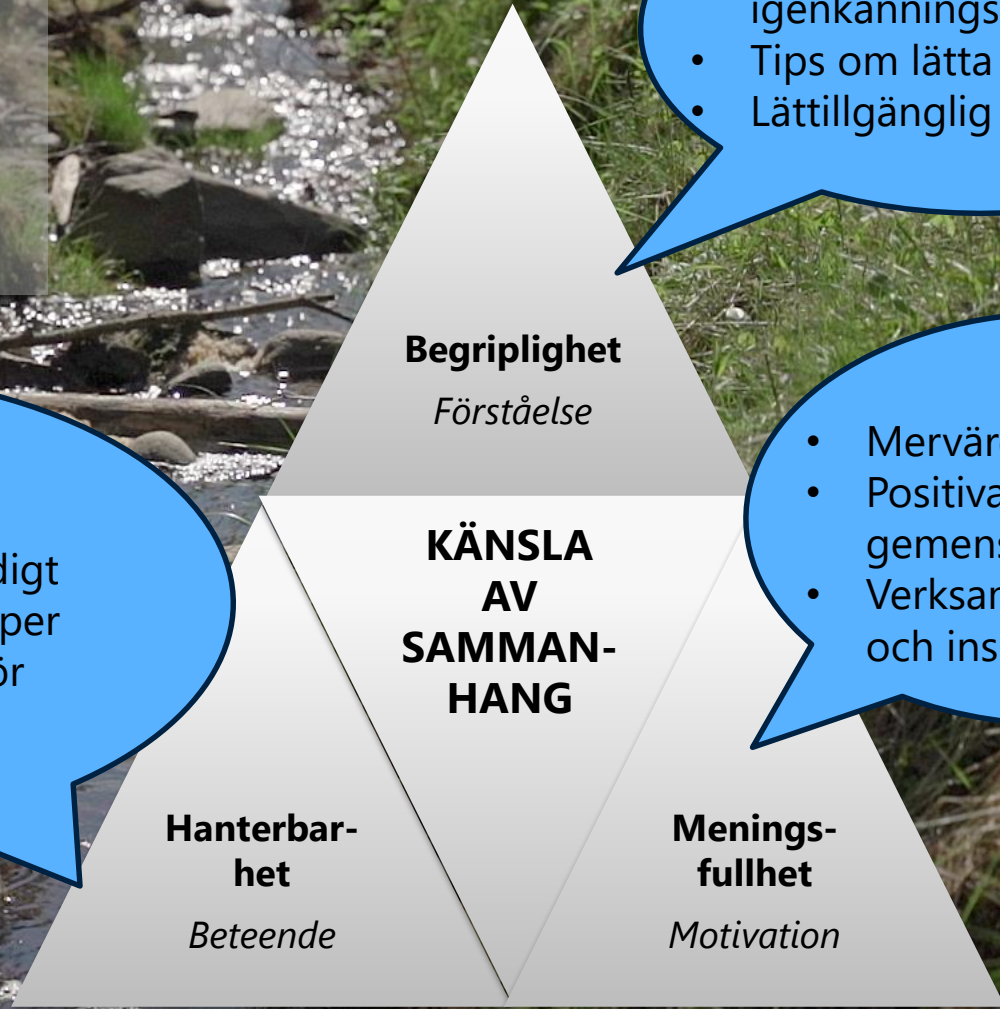 igenkännings
• Tips om lätta
• Lättillgänglig
Begriplighet
Förståelse
• Mervär
• Positiva
gemens
• Verksam
och ins
digt
per
ör
KÄNSLA
AV
SAMMAN-
HANG
Hanterbar-
het
Beteende
Menings-
fullhet
Motivation